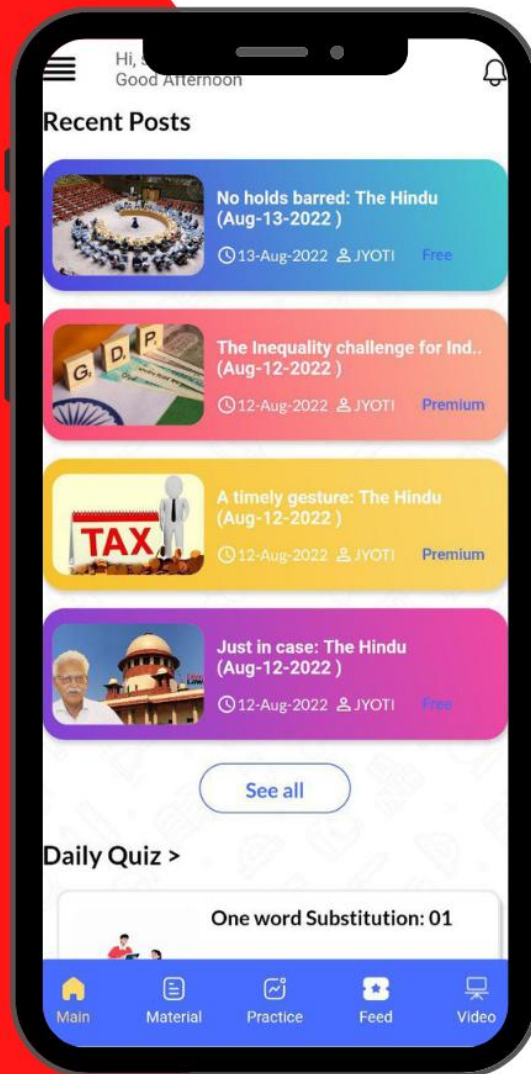 Hi,
Good Afternoon
Recent Posts
No holds barred: The Hindu
(Aug-13-2022 )
13-Aug-2022 JYOTI Free
G D P
The Inequality challenge for Ind..
(Aug-12-2022 )
12-Aug-2022 JYOTI Premium
TAX
A timely gesture: The Hindu
(Aug-12-2022 )
12-Aug-2022 JYOTI Premium
Just in case: The Hindu
(Aug-12-2022 )
12-Aug-2022 JYOTI Free
See all
Daily Quiz >
One word Substitution: 01
Main Material Practice Feed Video